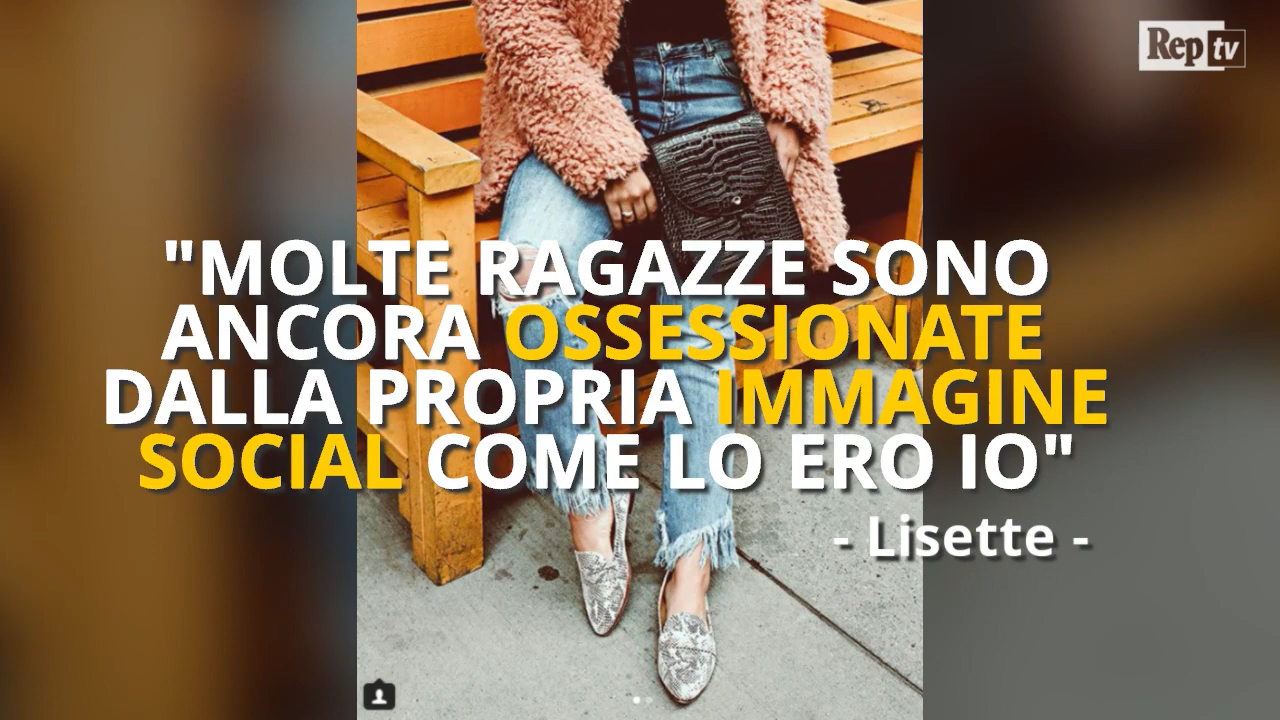 Rep tv
"MOLTE RAGAZZE SONO
ANCORA OSSESSIONATE
DALLA PROPRIA IMMAGINE
SOCIAL COME LO ERO IO"
- Lisette -